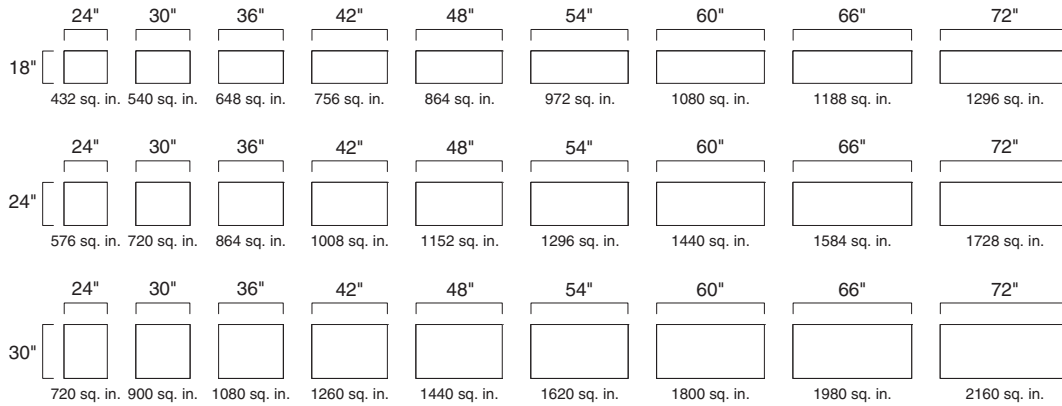 24" 30" 36" 42" 48" 54" 60" 66" 72"
18"
432 sq. in. 540 sq. in. 648 sq. in. 756 sq. in. 864 sq. in. 972 sq. in. 1080 sq. in. 1188 sq. in. 1296 sq. in.
24" 30" 36" 42" 48" 54" 60" 66" 72"
24"
576 sq. in. 720 sq. in. 864 sq. in. 1008 sq. in. 1152 sq. in. 1296 sq. in. 1440 sq. in. 1584 sq. in. 1728 sq. in.
24" 30" 36" 42" 48" 54" 60" 66" 72"
30"
720 sq. in. 900 sq. in. 1080 sq. in. 1260 sq. in. 1440 sq. in. 1620 sq. in. 1800 sq. in. 1980 sq. in. 2160 sq. in.